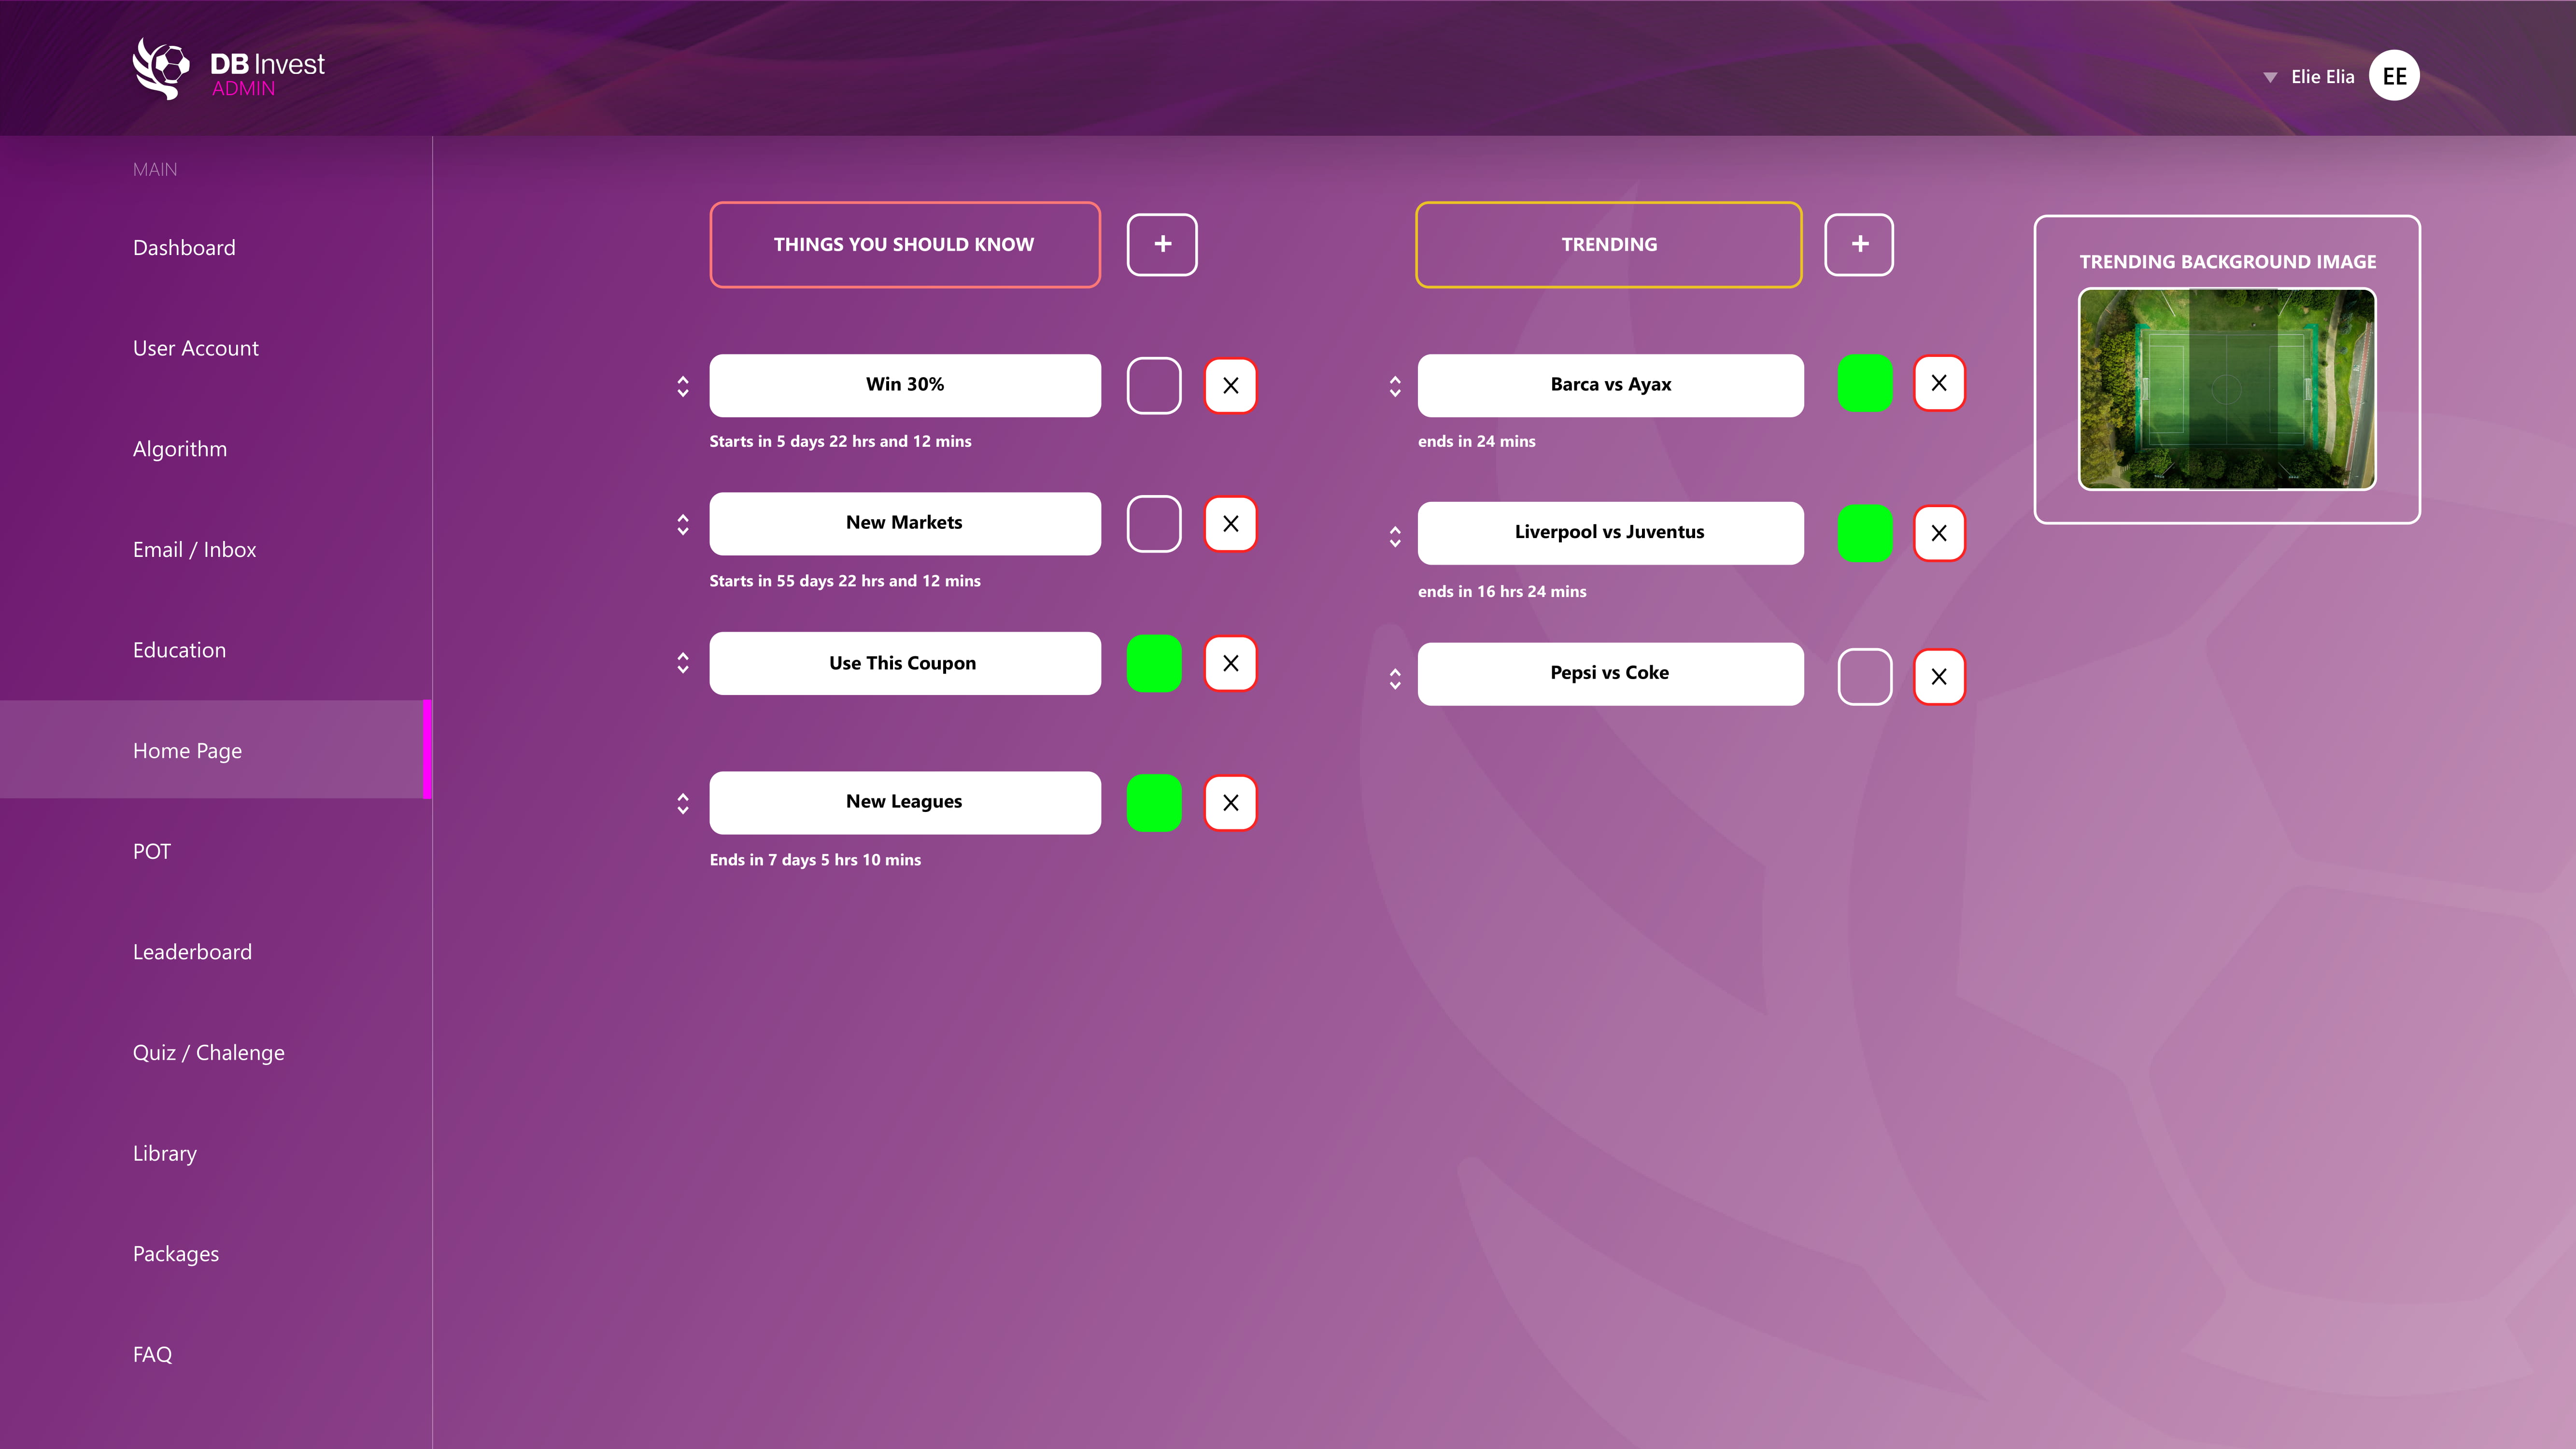 DB Invest
ADMIN
Elie Elia
EE
MAIN
Dashboard
User Account
Algorithm
Email / Inbox
Education
Home Page
POT
Leaderboard
Quiz / Chalenge
Library
Packages
FAQ
THINGS YOU SHOULD KNOW
+
Win 30%
X
Starts in 5 days 22 hrs and 12 mins
New Markets
X
Starts in 55 days 22 hrs and 12 mins
Use This Coupon
X
New Leagues
X
Ends in 7 days 5 hrs 10 mins
TRENDING
+
Barca vs Ayax
X
ends in 24 mins
Liverpool vs Juventus
X
ends in 16 hrs 24 mins
Pepsi vs Coke
X
TRENDING BACKGROUND IMAGE